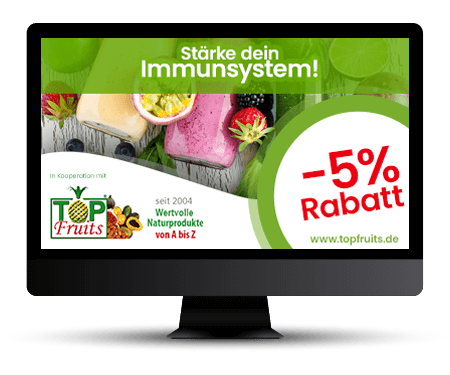 Stärke dein
Immunsystem!
In Kooperation mit
TOP
Fruits
seit 2004
Wertvolle
Naturprodukte
von A bis Z
-5%
Rabatt
www.topfruits.de